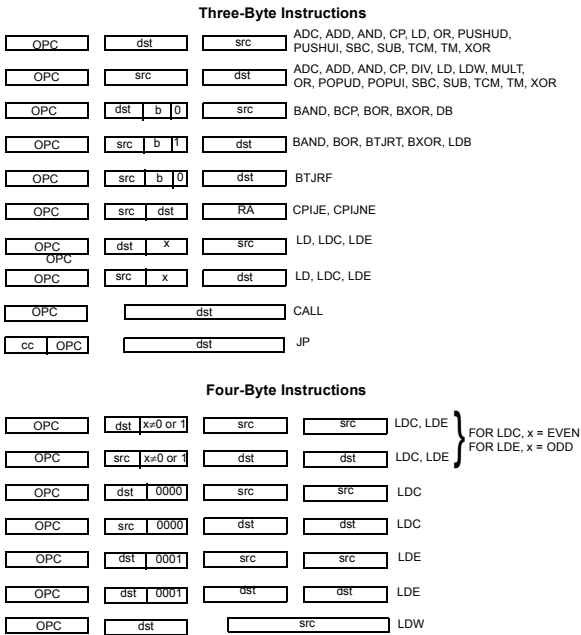 Three-Byte Instructions
OPC dst src ADC, ADD, AND, CP, LD, OR, PUSHUD,
PUSHUI, SBC, SUB, TCM, TM, XOR
OPC src dst ADC, ADD, AND, CP, DIV, LD, LDW, MULT,
OR, POPUD, POPUI, SBC, SUB, TCM, TM, XOR
OPC dst b 0 src BAND, BCP, BOR, BXOR, DB
OPC src b 1 dst BAND, BOR, BTJRT, BXOR, LDB
OPC src b 0 dst BTJRF
OPC src dst RA CPIJE, CPIJNE
OPC dst x src LD, LDC, LDE
OPC
OPC src x dst LD, LDC, LDE
OPC dst CALL
cc OPC dst JP
Four-Byte Instructions
OPC dst x≠0 or 1 src src LDC, LDE
OPC src x≠0 or 1 dst dst LDC, LDE
} FOR LDC, x = EVEN
FOR LDE, x = ODD
OPC dst 0000 src src LDC
OPC src 0000 dst dst LDC
OPC dst 0001 src src LDE
OPC dst 0001 dst dst LDE
OPC dst src LDW